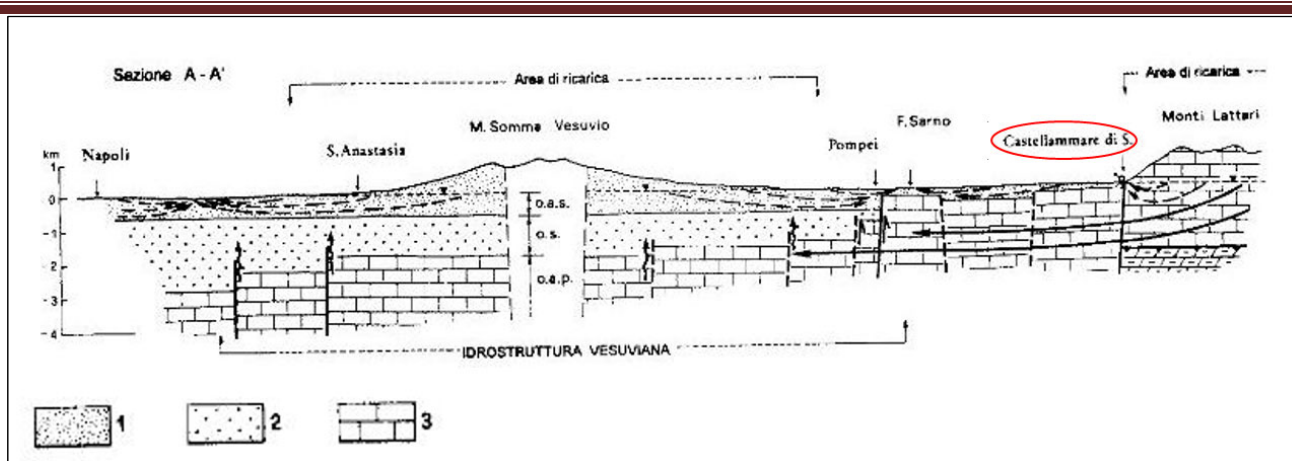 Sezione A - A'
Area di ricarica
Area di ricarica
M. Somma Vesuvio
F. Sarno
Monti Lattari
Napoli
S. Anastasia
Pompei
Castellammare di S.
km
1
0
-1
-2
-3
-4
o.a.s.
o.s.
o.a.p.
IDROSTRUTTURA VESUVIANA
1
2
3